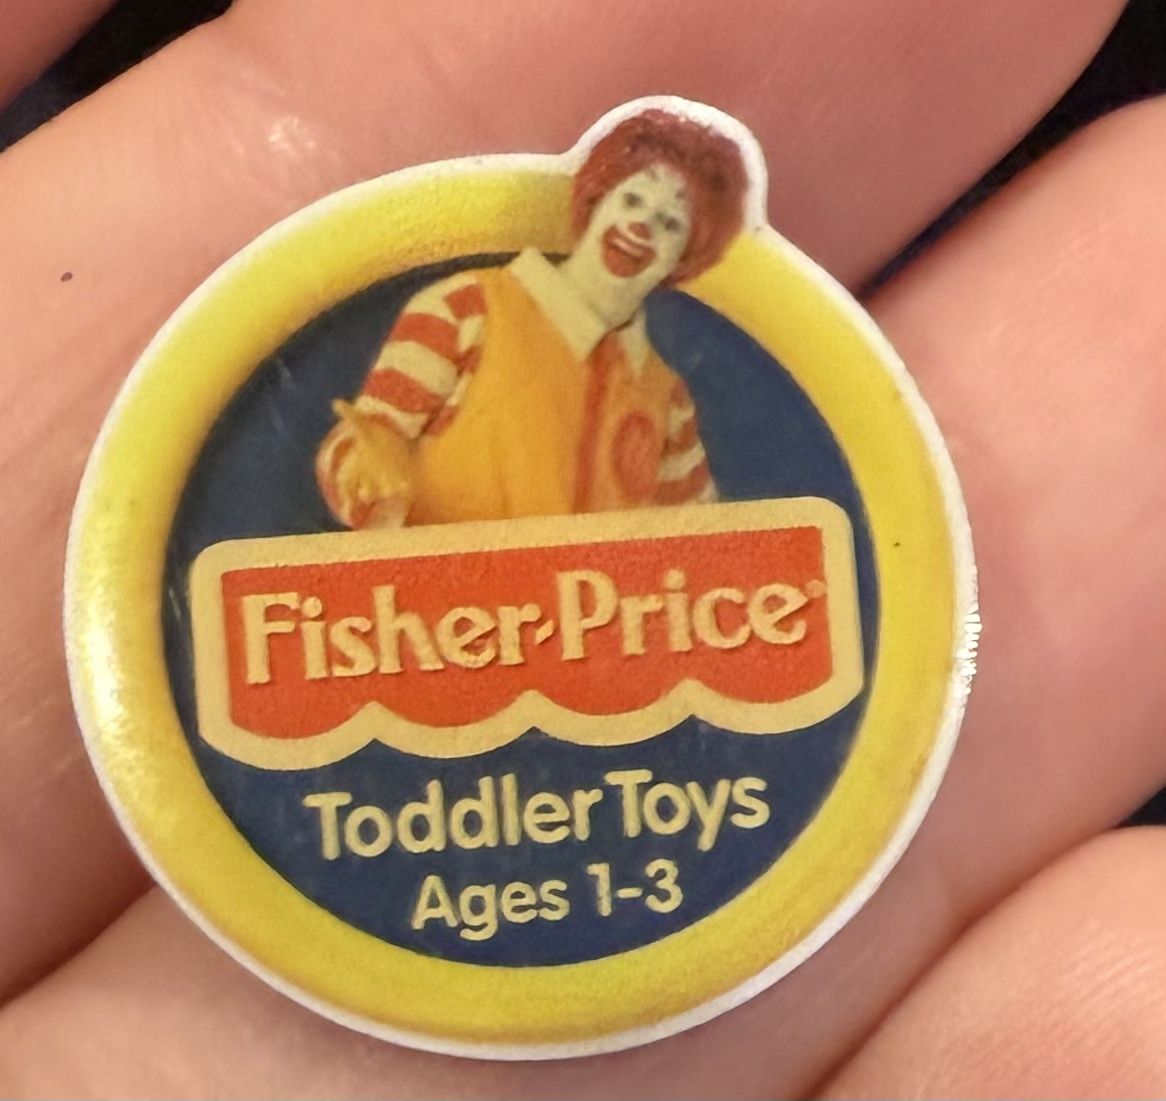 Fisher-Price
Toddler Toys
Ages 1-3